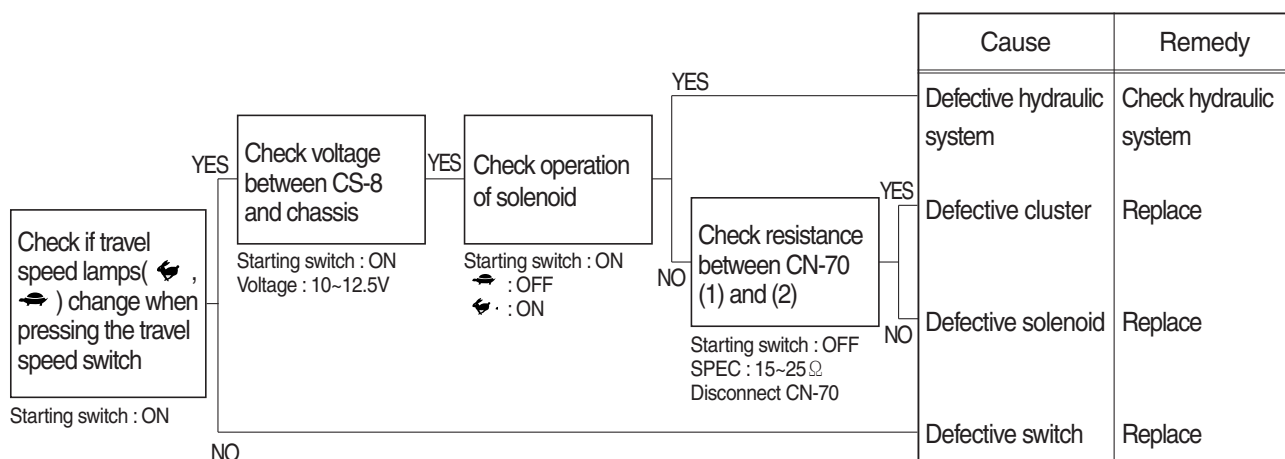 Cause Remedy
YES
Defective hydraulic Check hydraulic
system system
YES
Check voltage
between CS-8
and chassis
Starting switch : ON
Voltage : 10~12.5V
YES
Check operation
of solenoid
Starting switch : ON
: OFF
: ON
YES
Defective cluster Replace
Check if travel
speed lamps( ,
) change when
pressing the travel
speed switch
Starting switch : ON
NO
Check resistance
between CN-70
(1) and (2)
Starting switch : OFF
SPEC : 15~25Ω
Disconnect CN-70
NO
Defective solenoid Replace
NO
Defective switch Replace